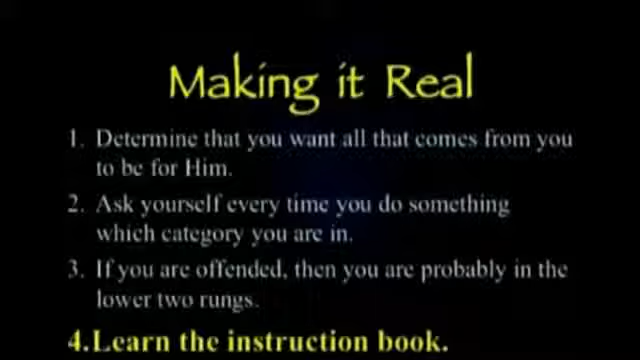 Making it Real
1. Determine that you want all that comes from you
to be for Him.
2. Ask yourself every time you do something
which category you are in.
3. If you are offended, then you are probably in the
lower two rungs.
4.Learn the instruction book.